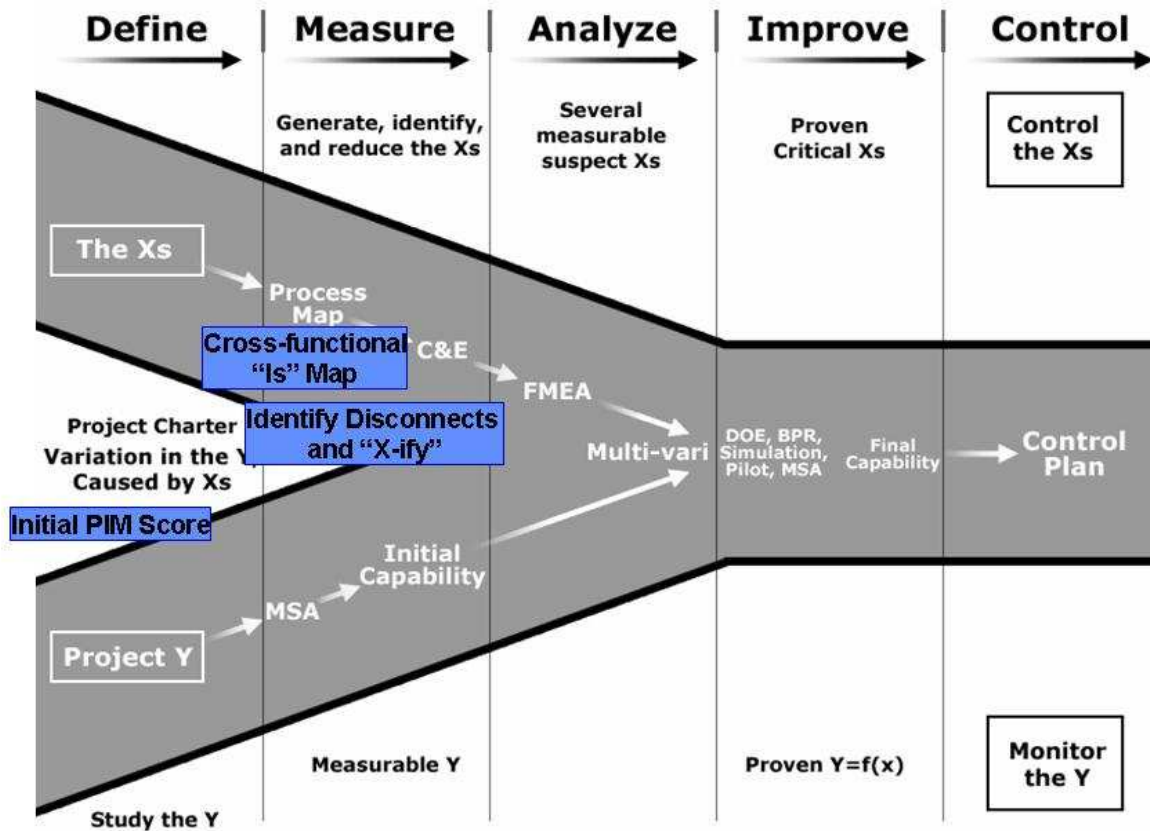 Define
Measure
Analyze
Improve
Control
Generate, identify,
and reduce the Xs
Several
measurable
suspect Xs
Proven
Critical Xs
Control
the Xs
The Xs
Process
Map
Cross-functional
“Is” Map
C&E
FMEA
Identify Disconnects
and “X-ify”
Project Charter
Variation in the Y,
Caused by Xs
Initial PIM Score
Multi-vari
DOE, BPR,
Simulation,
Pilot, MSA
Final
Capability
Control
Plan
Initial
Capability
MSA
Project Y
Study the Y
Measurable Y
Proven Y=f(x)
Monitor
the Y